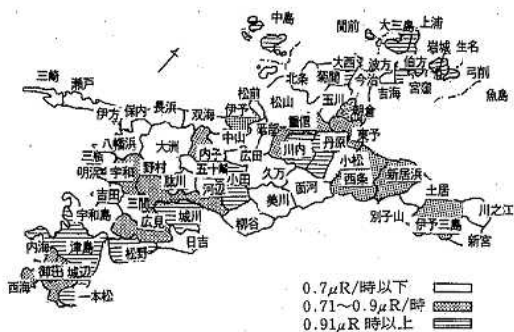 中島
関前
大三島
上浦
岩城
生名
大西
波方
伯方
弓削
北条
菊間
今治
宮窪
魚島
吉海
三崎
瀬戸
松前
松山
玉川
朝倉
伊方
保内
長浜
双海
伊予
重信
東予
中山
砥部
川内
丹原
八幡浜
大洲
内子
広田
小松
三瓶
野村
五十崎
久万
西条
新居浜
明浜
宇和
肱川
河辺
小田
面河
土居
吉田
三間
美川
別子山
川之江
宇和島
広見
城川
柳谷
伊予三島
内海
津島
日吉
新宮
松野
御荘
城辺
西海
一本松
0.7μR/時以下
0.71〜0.9μR/時
0.91μR時以上